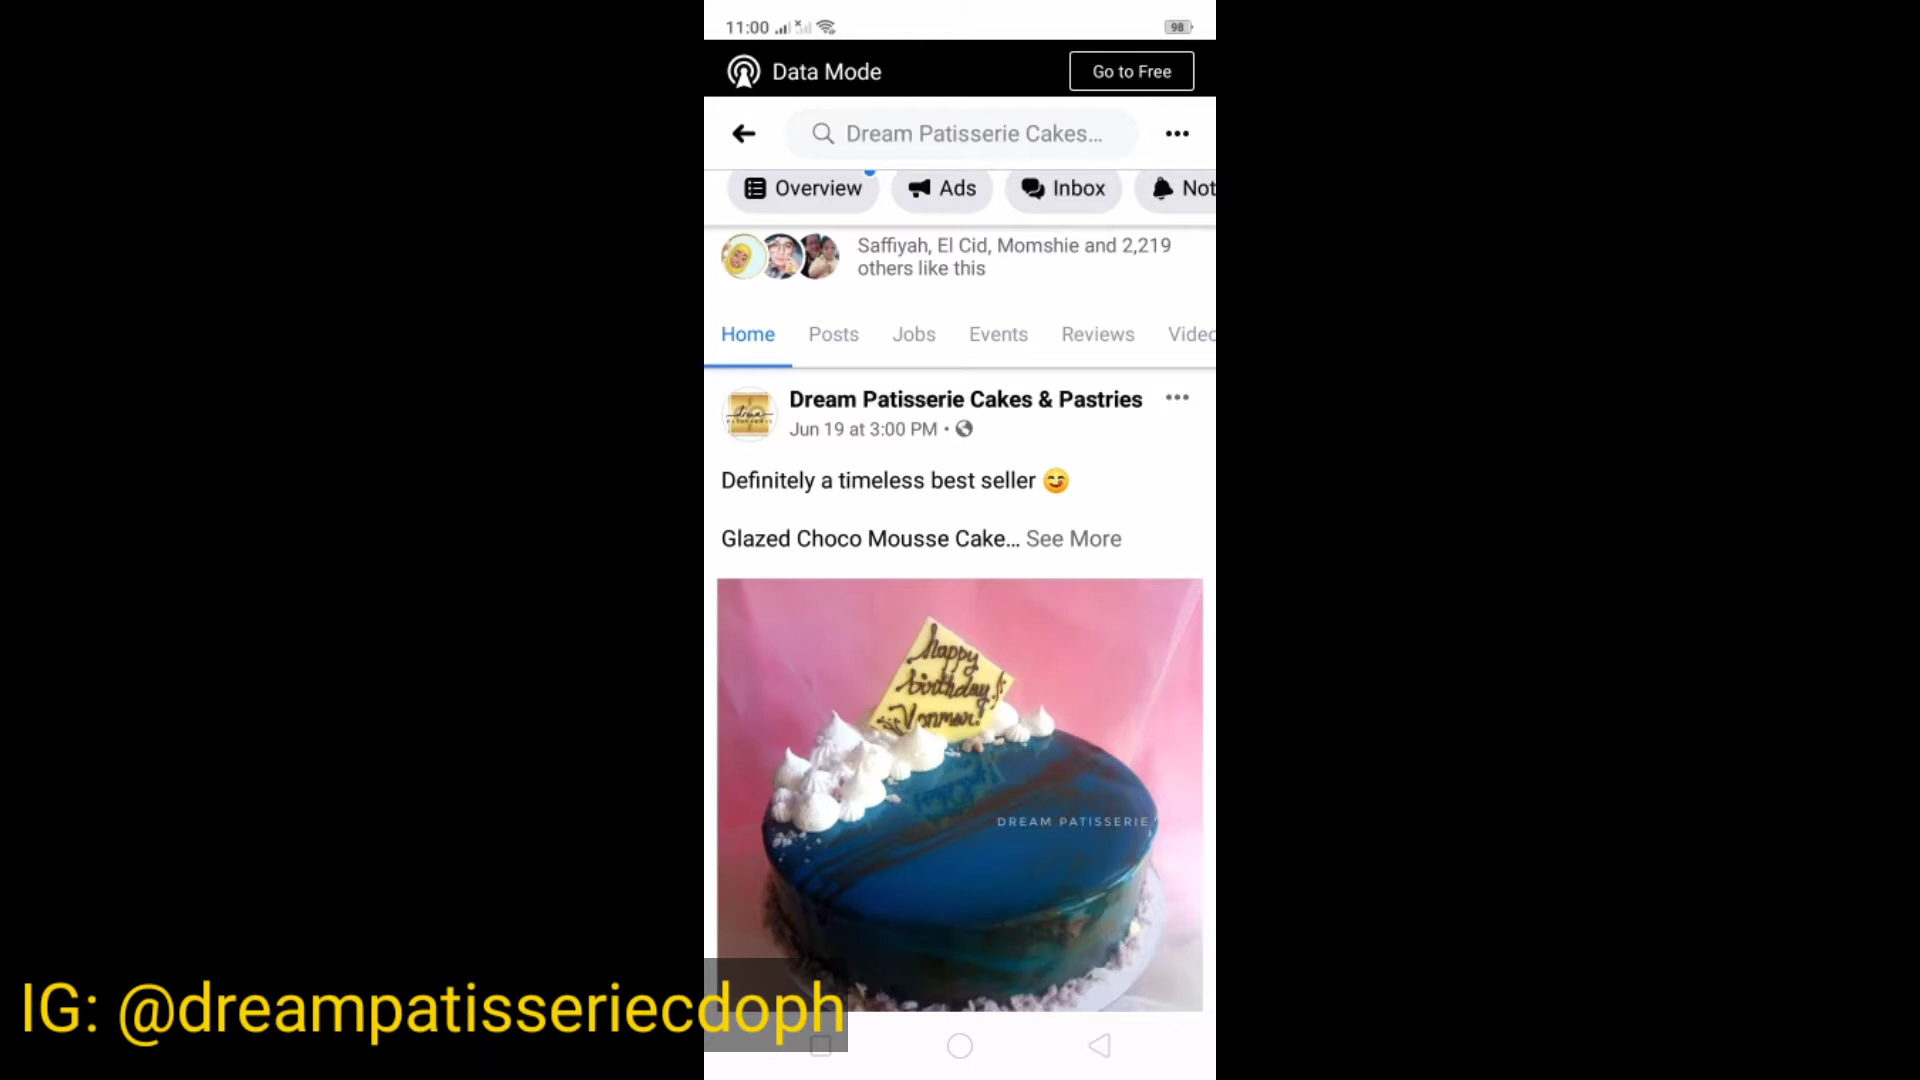 11:00
98
Data Mode
Go to Free
Dream Patisserie Cakes...
Overview
Ads
Inbox
Not
Saffiyah, El Cid, Momshie and 2,219
others like this
Home
Posts
Jobs
Events
Reviews
Videc
Dream Patisserie Cakes & Pastries
Jun 19 at 3:00 PM
Definitely a timeless best seller 😋
Glazed Choco Mousse Cake... See More
happy
birthday!
Vonmar!
DREAM PATISSERIE
IG: @dreampatisseriecdoph